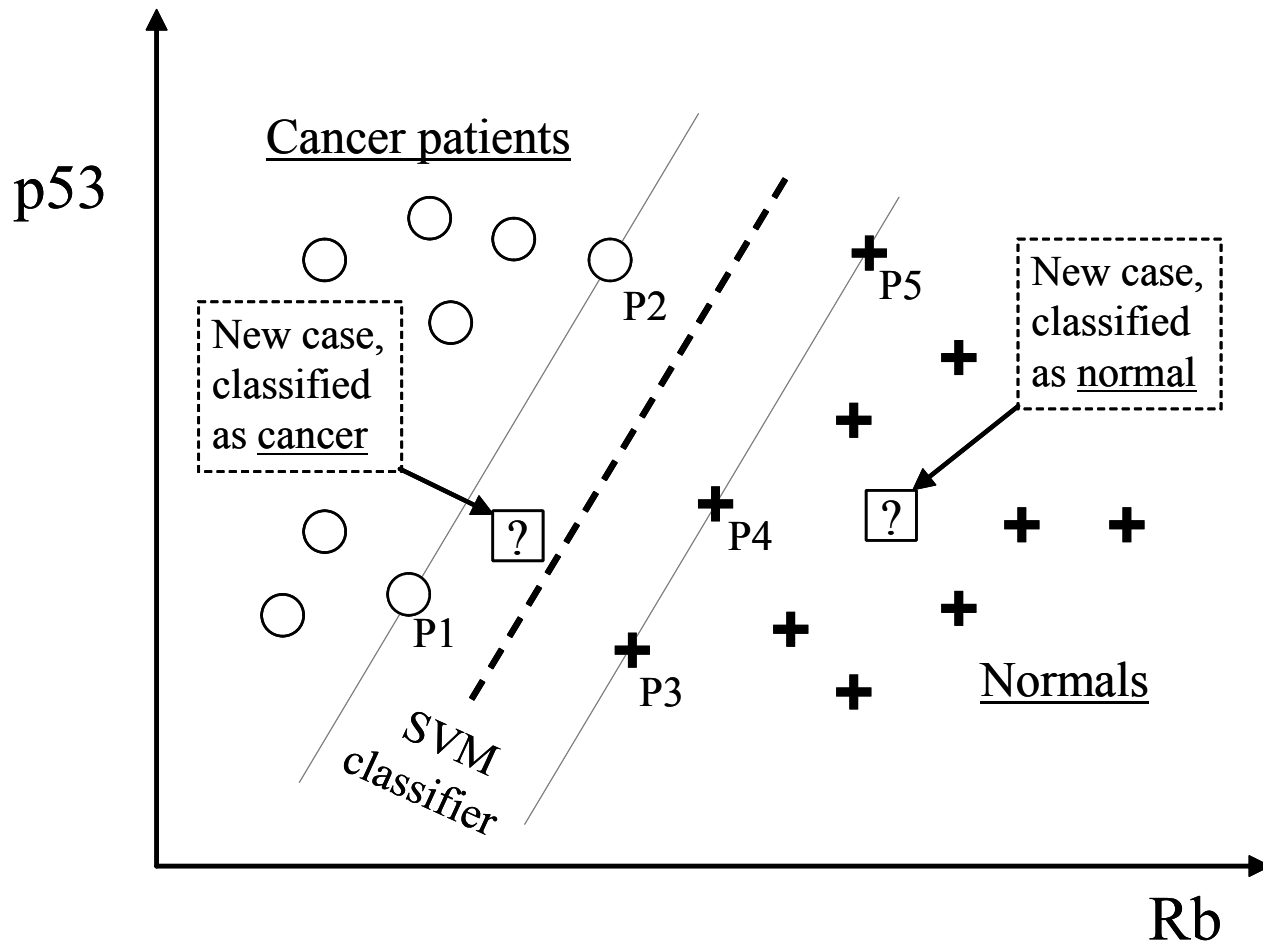 Cancer patients
p53
P2
P5
New case,
classified
as normal
New case,
classified
as cancer
?
?
P4
P1
P3
Normals
SVM
classifier
Rb